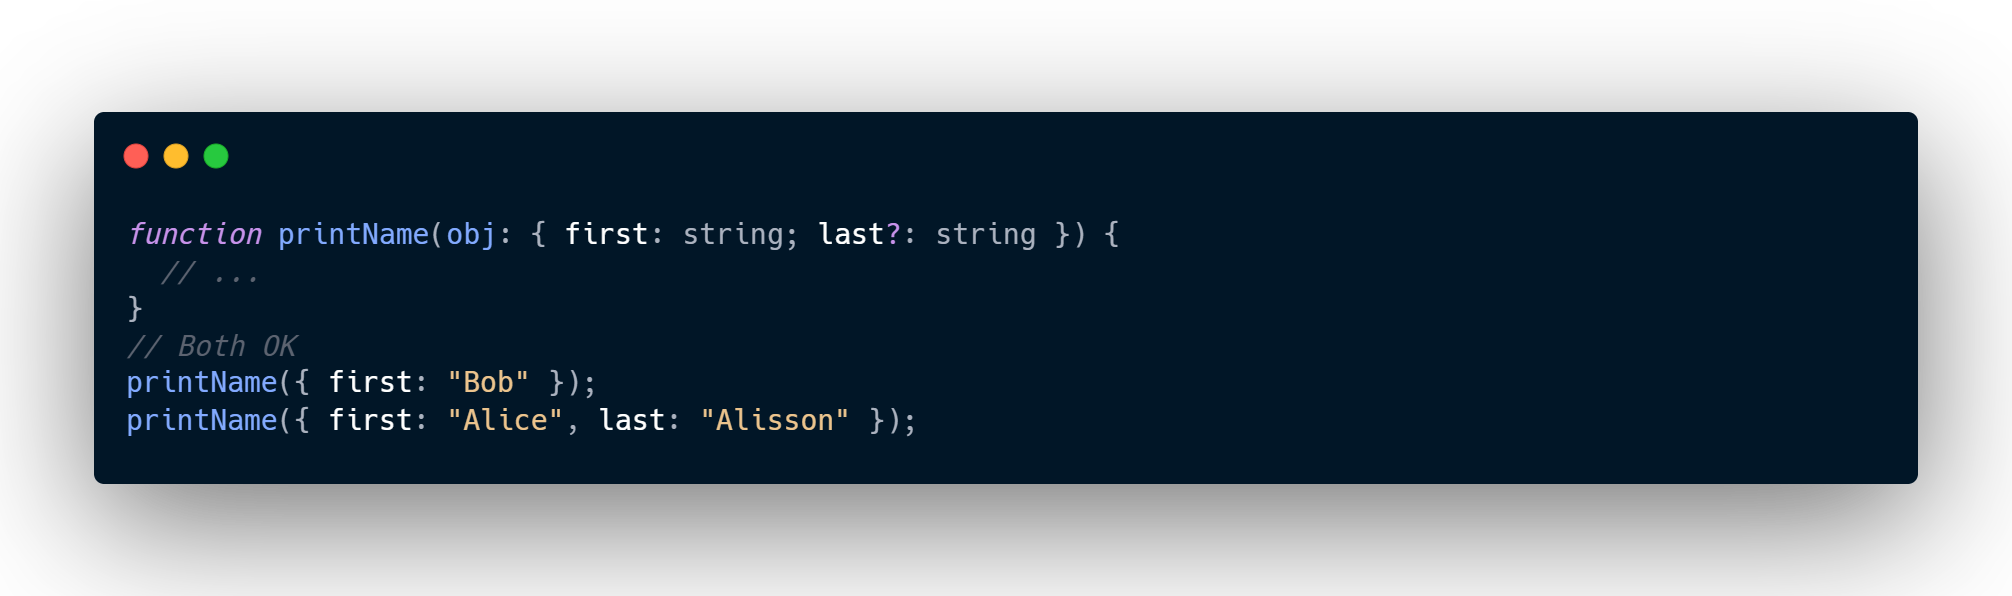 function printName(obj: { first: string; last?: string }) {
  // ...
}
// Both OK
printName({ first: "Bob" });
printName({ first: "Alice", last: "Alisson" });